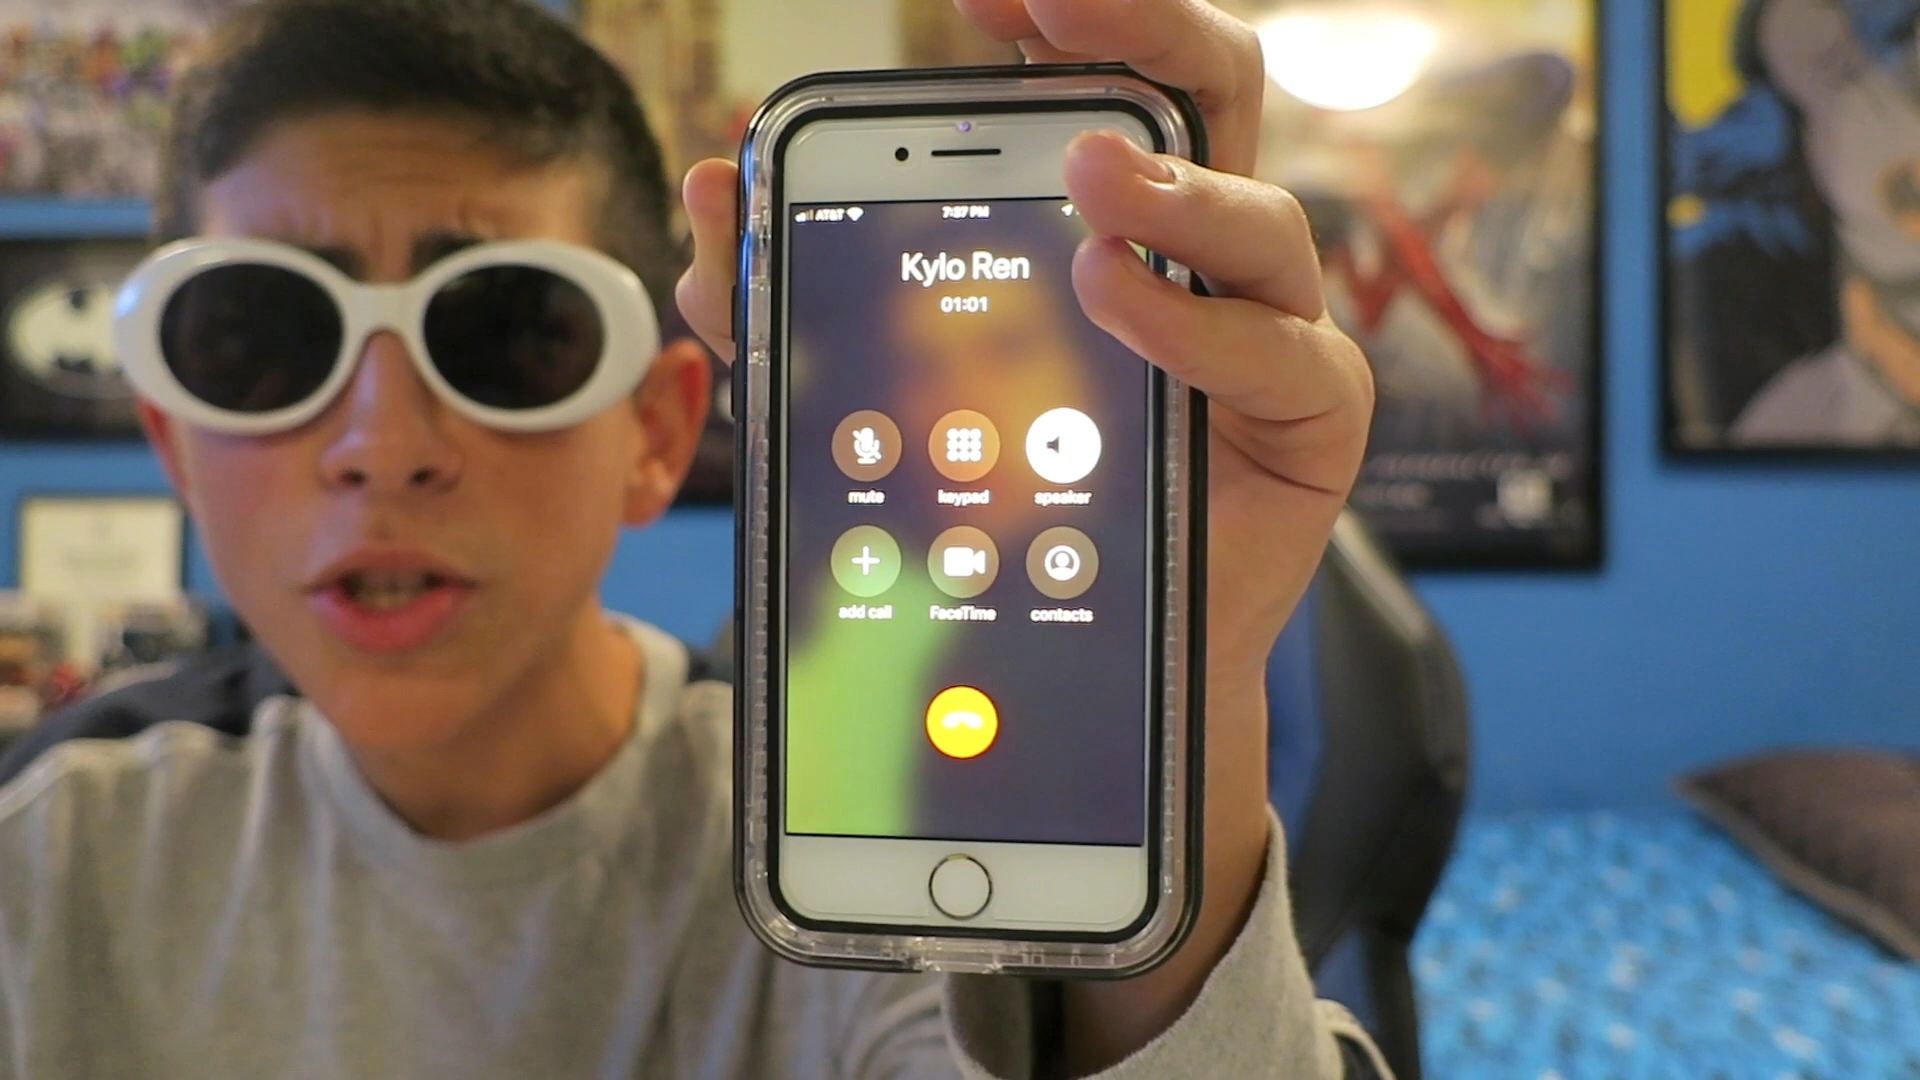 AT&T
7:37 PM
Kylo Ren
01:01
mute
keypad
speaker
add call
FaceTime
contacts